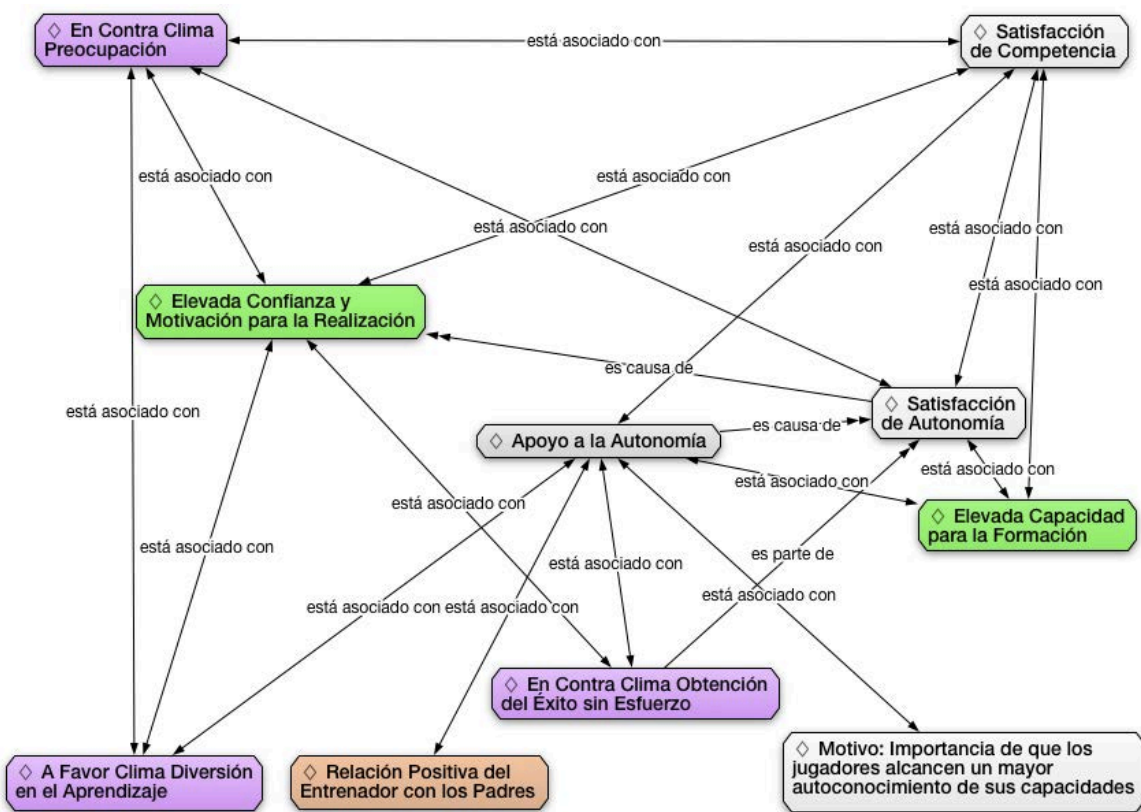 ◇ En Contra Clima
Preocupación
está asociado con
◇ Satisfacción
de Competencia
está asociado con
está asociado con
está asociado con
está asociado con
está asociado con
está asociado con
◇ Elevada Confianza y
Motivación para la Realización
es causa de
está asociado con
◇ Satisfacción
de Autonomía
◇ Apoyo a la Autonomía
es causa de
está asociado con
está asociado con
está asociado con
◇ Elevada Capacidad
para la Formación
está asociado con
está asociado con
es parte de
está asociado con
está asociado con
está asociado con
◇ En Contra Clima Obtención
del Éxito sin Esfuerzo
◇ A Favor Clima Diversión
en el Aprendizaje
◇ Relación Positiva del
Entrenador con los Padres
◇ Motivo: Importancia de que los
jugadores alcancen un mayor
autoconocimiento de sus capacidades